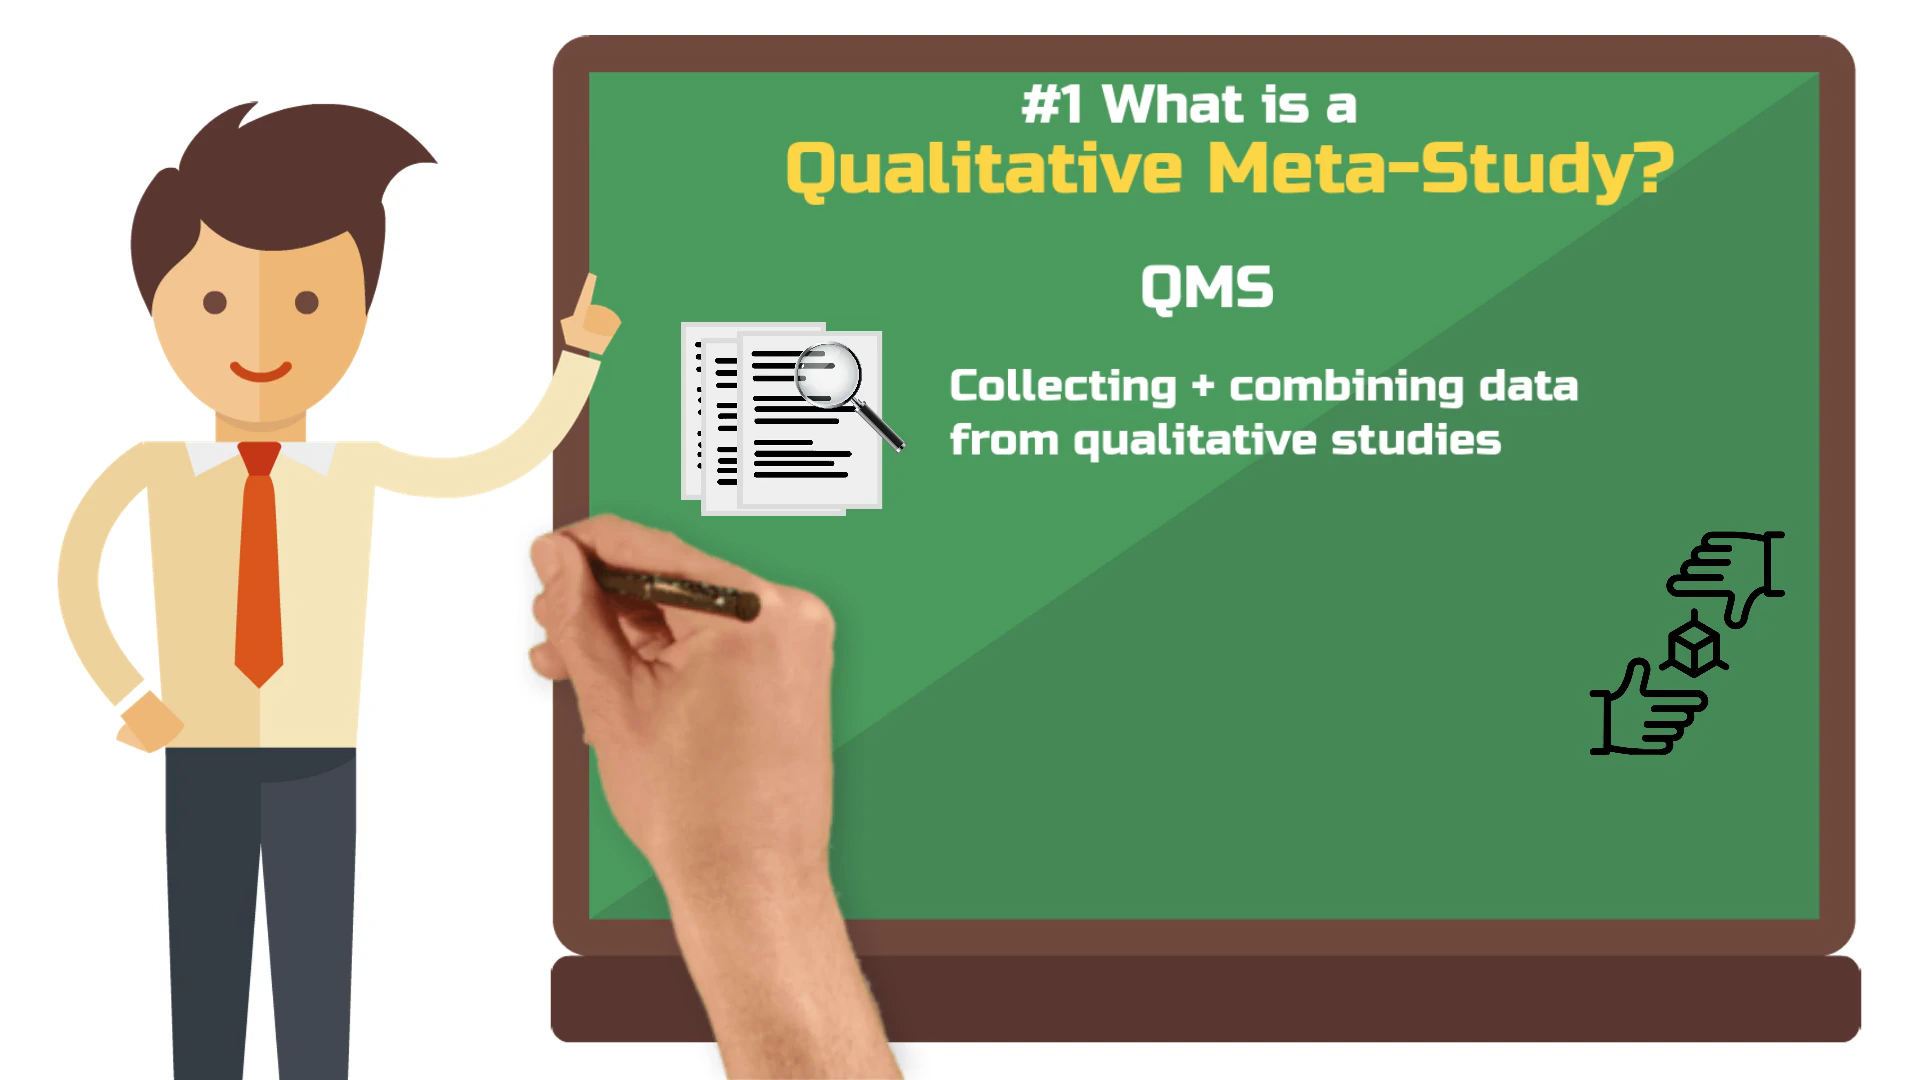 #1 What is a
Qualitative Meta-Study?
QMS
Collecting + combining data
from qualitative studies